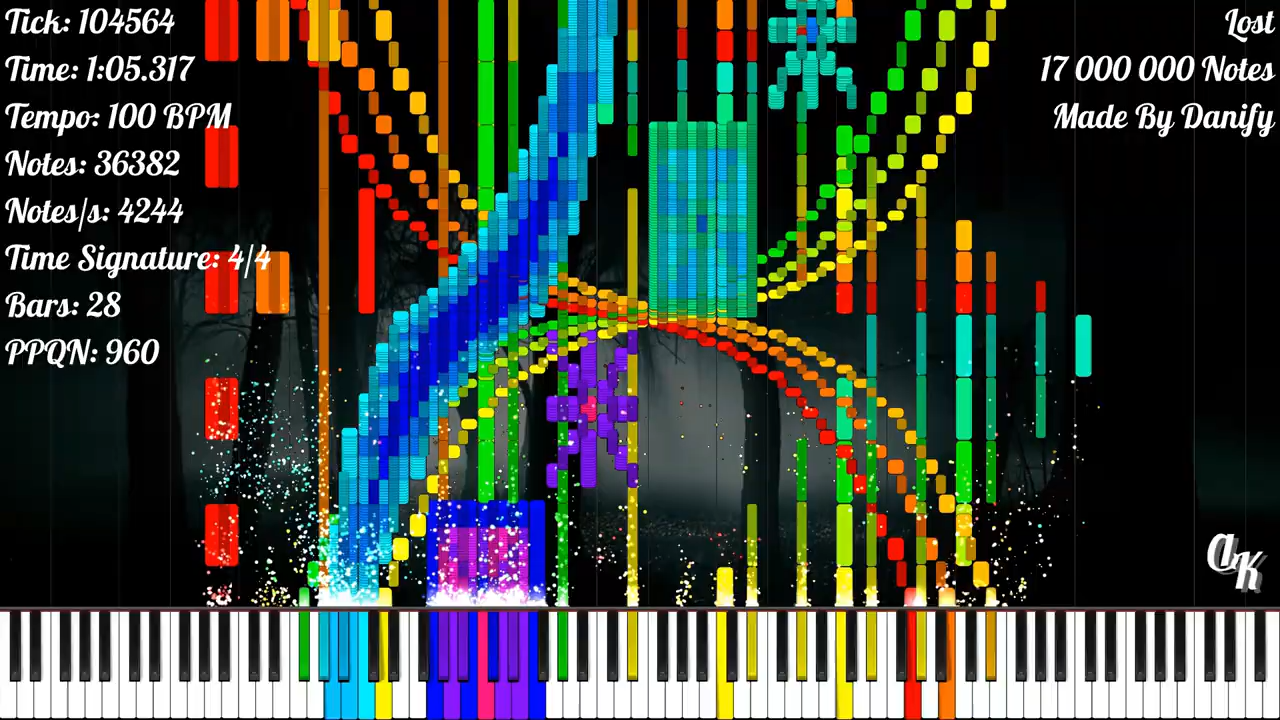 Tick: 104564
Time: 1:05.317
Tempo: 100 BPM
Notes: 36382
Notes/s: 4244
Time Signature: 4/4
Bars: 28
PPQN: 960
Lost
17 000 000 Notes
Made By Danify
aK